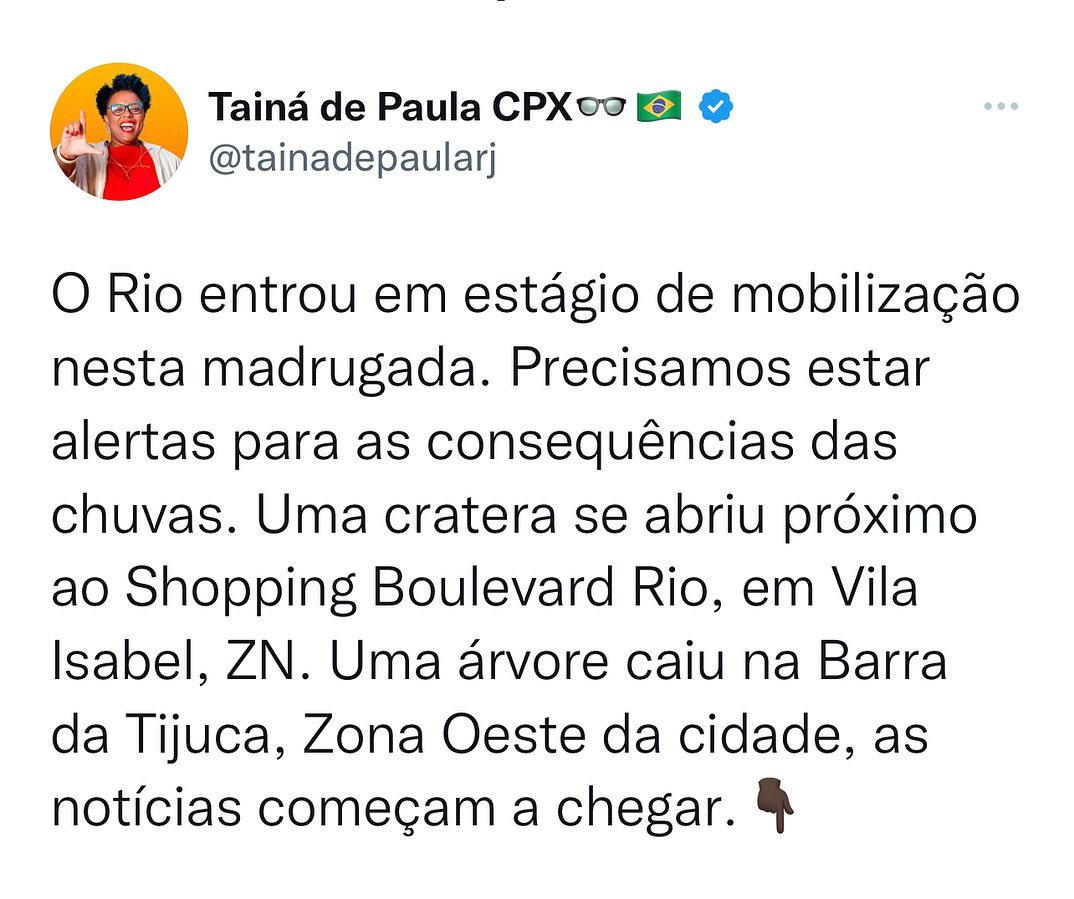 Tainá de Paula CPX👓🇧🇷
@tainadepaularj
O Rio entrou em estágio de mobilização
nesta madrugada. Precisamos estar
alertas para as consequências das
chuvas. Uma cratera se abriu próximo
ao Shopping Boulevard Rio, em Vila
Isabel, ZN. Uma árvore caiu na Barra
da Tijuca, Zona Oeste da cidade, as
notícias começam a chegar. 👇🏿